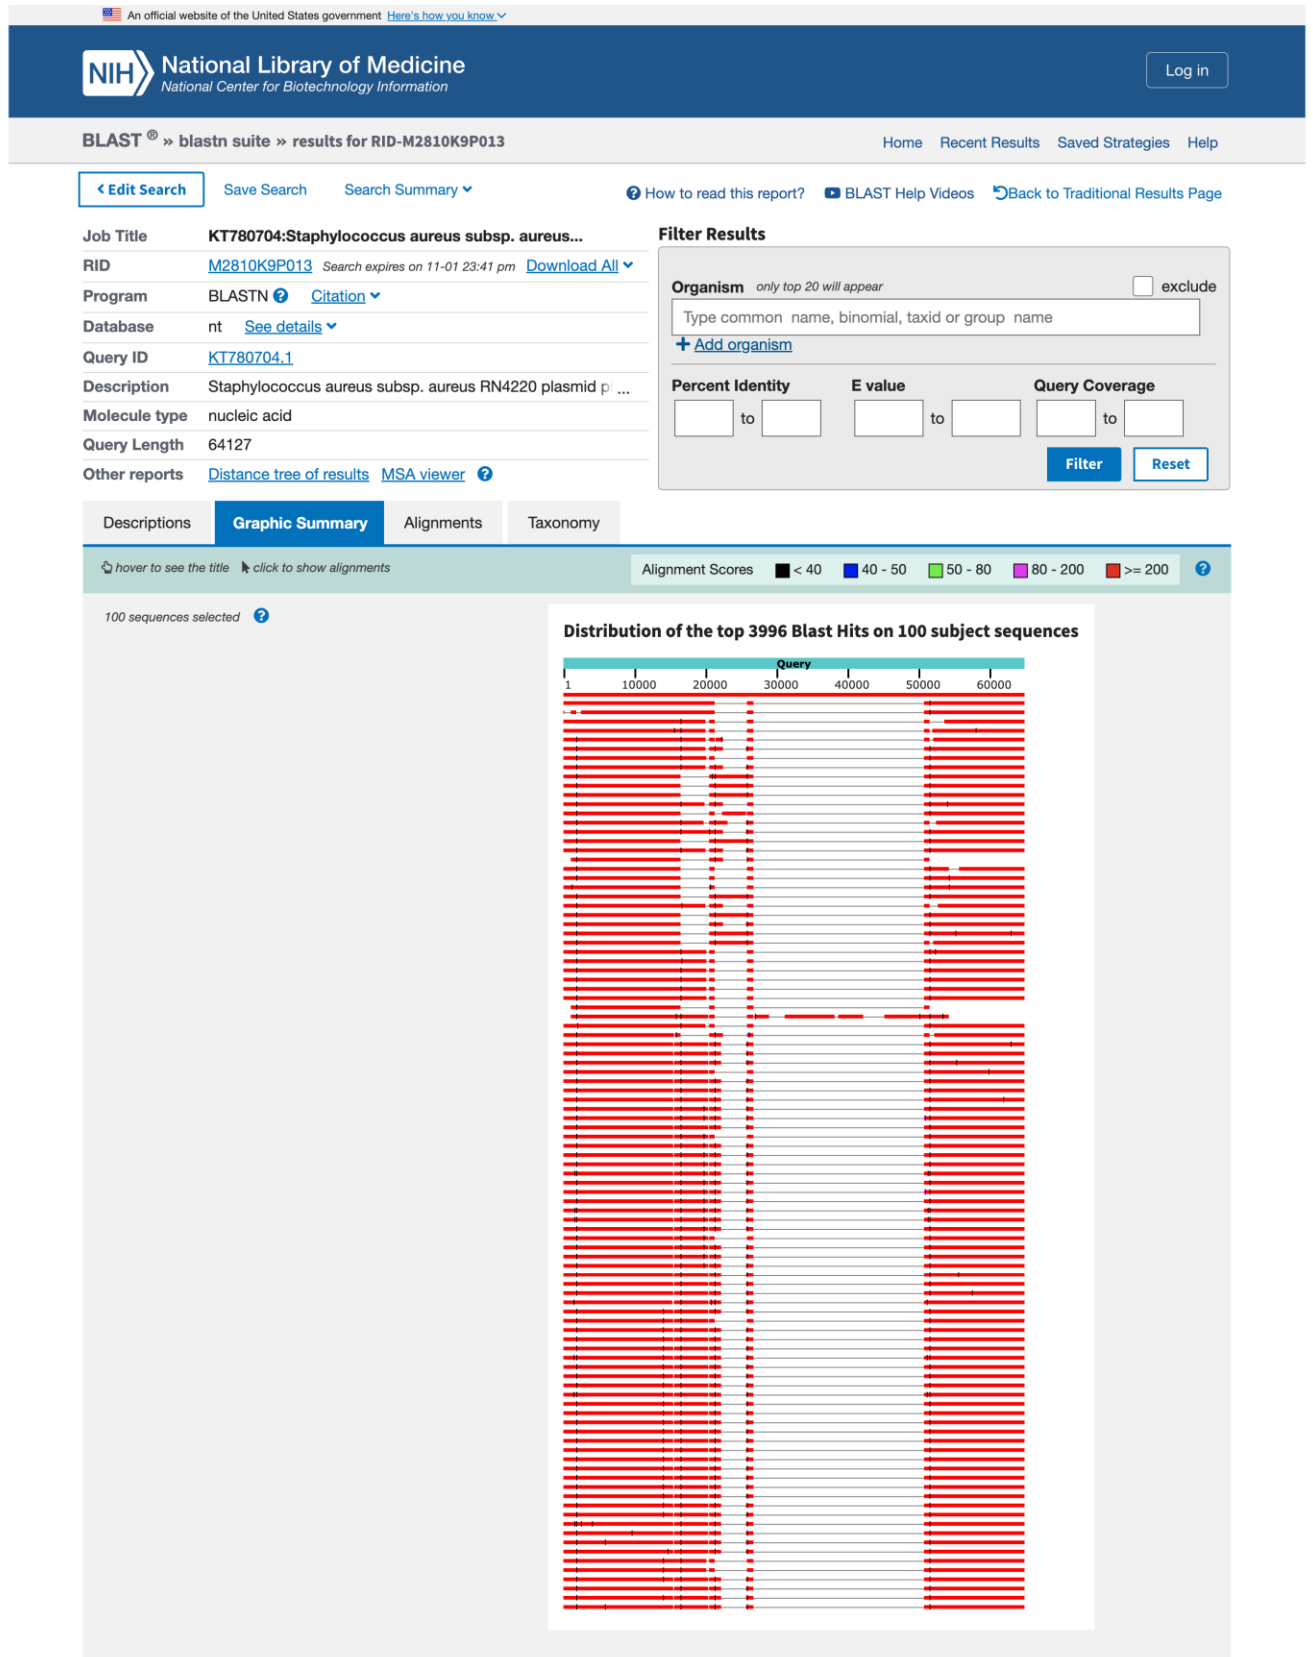 An official website of the United States government Here's how you know
NIH National Library of Medicine
National Center for Biotechnology Information
Log in
BLAST ® » blastn suite » results for RID-M2810K9P013
Home Recent Results Saved Strategies Help
< Edit Search Save Search Search Summary
How to read this report? BLAST Help Videos Back to Traditional Results Page
Job Title KT780704:Staphylococcus aureus subsp. aureus...
RID M2810K9P013 Search expires on 11-01 23:41 pm Download All
Program BLASTN Citation
Database nt See details
Query ID KT780704.1
Description Staphylococcus aureus subsp. aureus RN4220 plasmid p ...
Molecule type nucleic acid
Query Length 64127
Other reports Distance tree of results MSA viewer
Filter Results
Organism only top 20 will appear exclude
Type common name, binomial, taxid or group name
+ Add organism
Percent Identity E value Query Coverage
to to to
Filter Reset
Descriptions Graphic Summary Alignments Taxonomy
hover to see the title click to show alignments
Alignment Scores < 40 40 - 50 50 - 80 80 - 200 >= 200
100 sequences selected
Distribution of the top 3996 Blast Hits on 100 subject sequences
Query
1 10000 20000 30000 40000 50000 60000